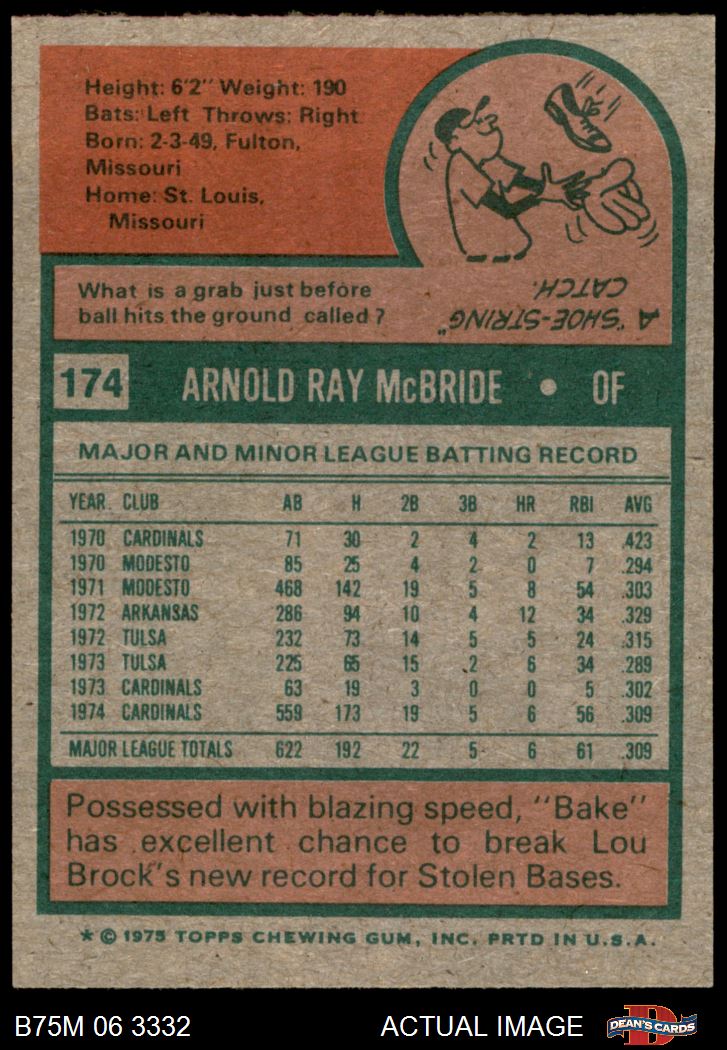 Height: 6'2" Weight: 190
Bats: Left Throws: Right
Born: 2-3-49, Fulton,
Missouri
Home: St. Louis,
Missouri
What is a grab just before
ball hits the ground called?
A "SHOE-STRING"
CATCH.
174 ARNOLD RAY McBRIDE • OF
MAJOR AND MINOR LEAGUE BATTING RECORD
YEAR CLUB AB H 2B 3B HR RBI AVG
1970 CARDINALS 71 30 2 4 2 13 .423
1970 MODESTO 85 25 4 2 0 7 .294
1971 MODESTO 468 142 19 5 8 54 .303
1972 ARKANSAS 286 94 10 4 12 34 .329
1972 TULSA 232 73 14 5 5 24 .315
1973 TULSA 225 65 15 2 6 34 .289
1973 CARDINALS 63 19 3 0 0 5 .302
1974 CARDINALS 559 173 19 5 6 56 .309
MAJOR LEAGUE TOTALS 622 192 22 5 6 61 .309
Possessed with blazing speed, "Bake"
has excellent chance to break Lou
Brock's new record for Stolen Bases.
* © 1975 TOPPS CHEWING GUM, INC. PRTD IN U.S.A.
B75M 06 3332 ACTUAL IMAGE DEAN'S CARDS